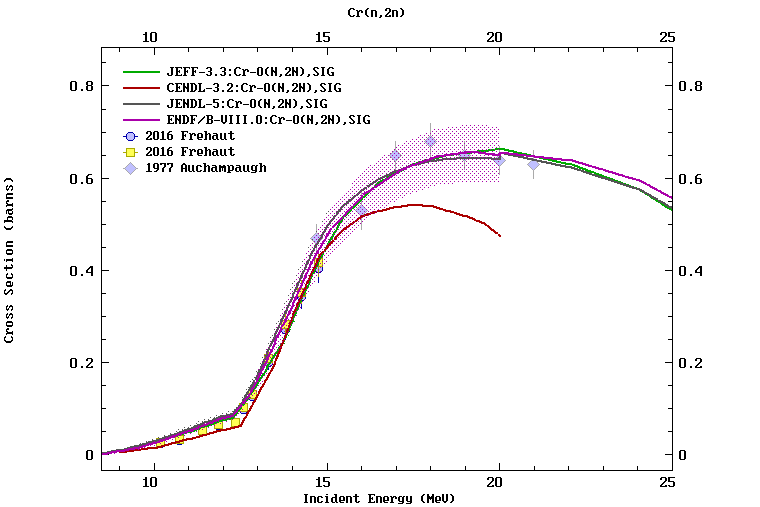 Cr(n,2n)
10 15 20 25
0.8 0.8
JEFF-3.3:Cr-0(N,2N),SIG
CENDL-3.2:Cr-0(N,2N),SIG
JENDL-5:Cr-0(N,2N),SIG
ENDF/B-VIII.0:Cr-0(N,2N),SIG
2016 Frehaut
2016 Frehaut
1977 Auchampaugh
0.6 0.6
Cross Section (barns)
0.4 0.4
0.2 0.2
0 0
10 15 20 25
Incident Energy (MeV)